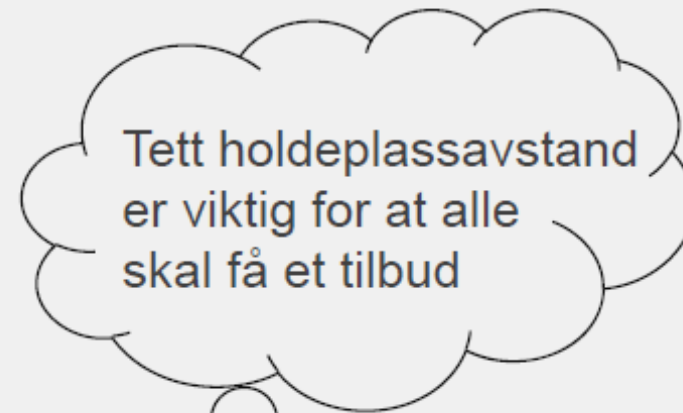 Tett holdeplassavstand
er viktig for at alle
skal få et tilbud